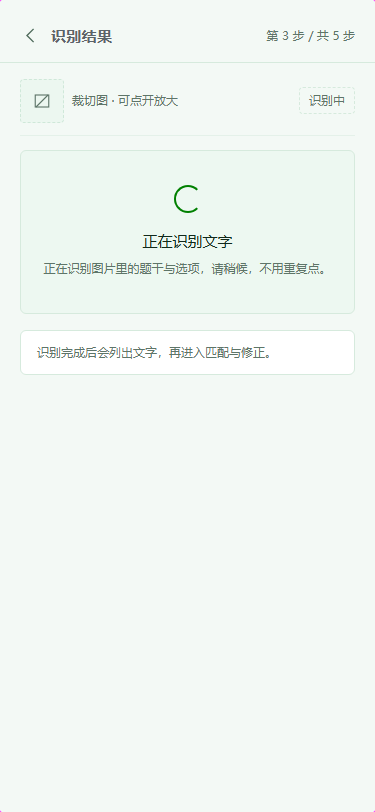 识别结果
第 3 步 / 共 5 步
裁切图 · 可点开放大
识别中
正在识别文字
正在识别图片里的题干与选项，请稍候，不用重复点。
识别完成后会列出文字，再进入匹配与修正。